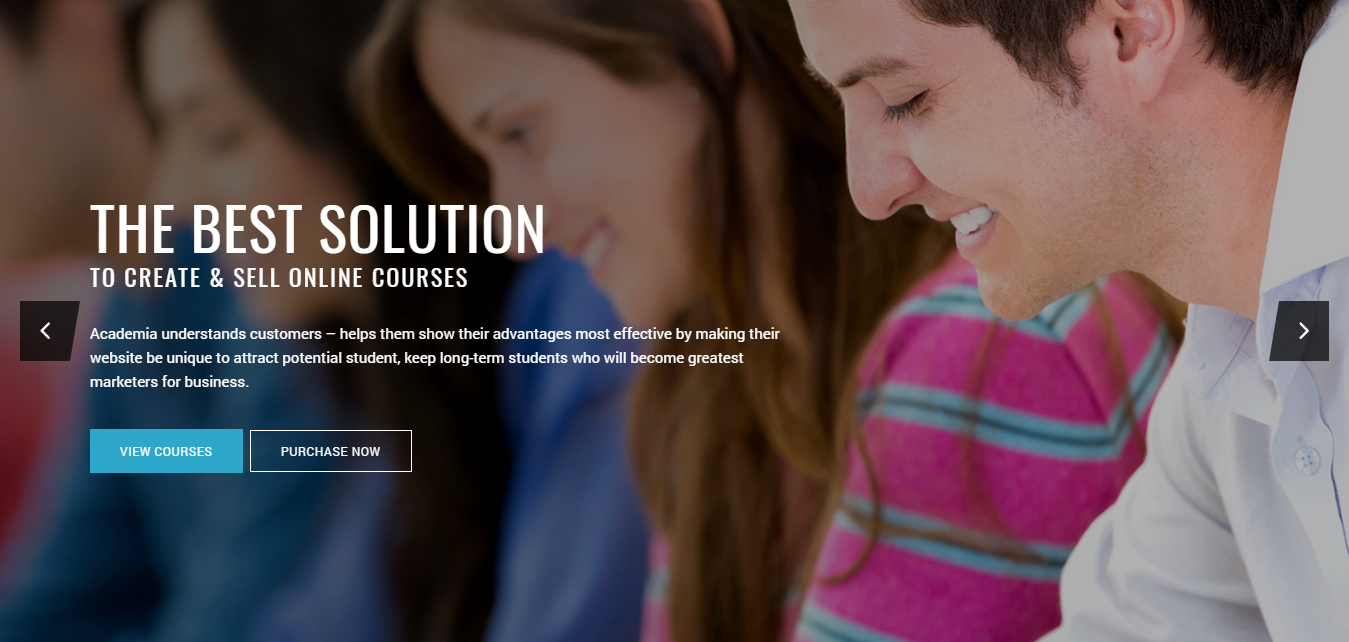 THE BEST SOLUTION
TO CREATE & SELL ONLINE COURSES
Academia understands customers – helps them show their advantages most effective by making their
website be unique to attract potential student, keep long-term students who will become greatest
marketers for business.
VIEW COURSES PURCHASE NOW